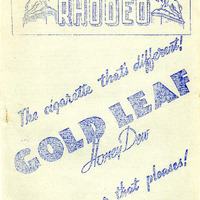 RHODEO
The cigarette that's different!
GOLD LEAF
Honey Dew
that pleases!